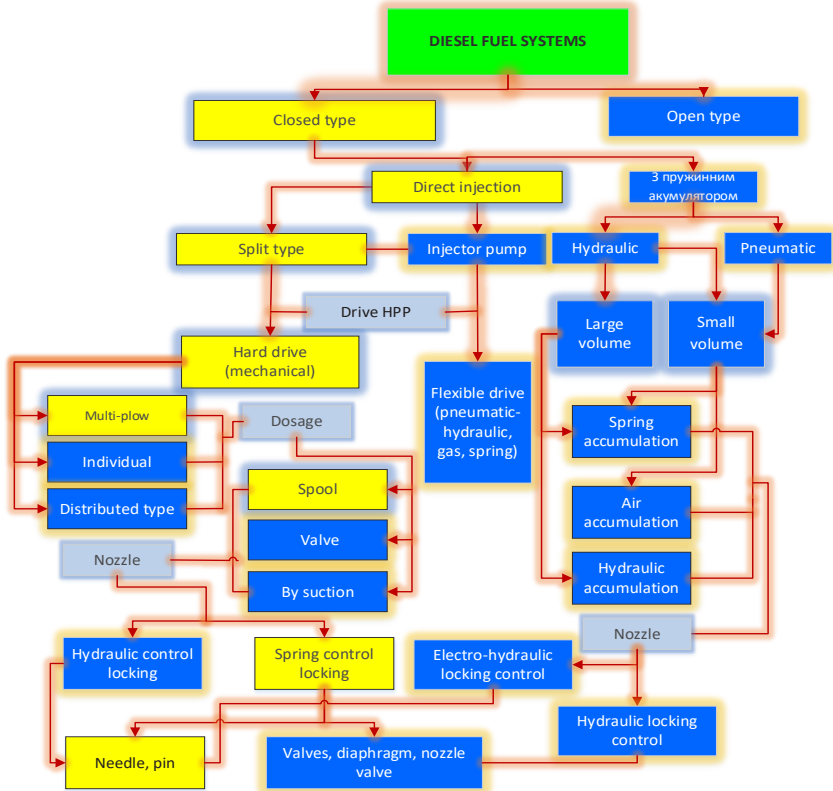 DIESEL FUEL SYSTEMS
Closed type
Open type
Direct injection
З пружинним
акумулятором
Split type
Injector pump
Hydraulic
Pneumatic
Drive HPP
Large
volume
Small
volume
Hard drive
(mechanical)
Flexible drive
(pneumatic-
hydraulic,
gas, spring)
Multi-plow
Dosage
Spring
accumulation
Individual
Spool
Distributed type
Air
accumulation
Valve
Nozzle
By suction
Hydraulic
accumulation
Nozzle
Hydraulic control
locking
Spring control
locking
Electro-hydraulic
locking control
Hydraulic locking
control
Needle, pin
Valves, diaphragm, nozzle
valve